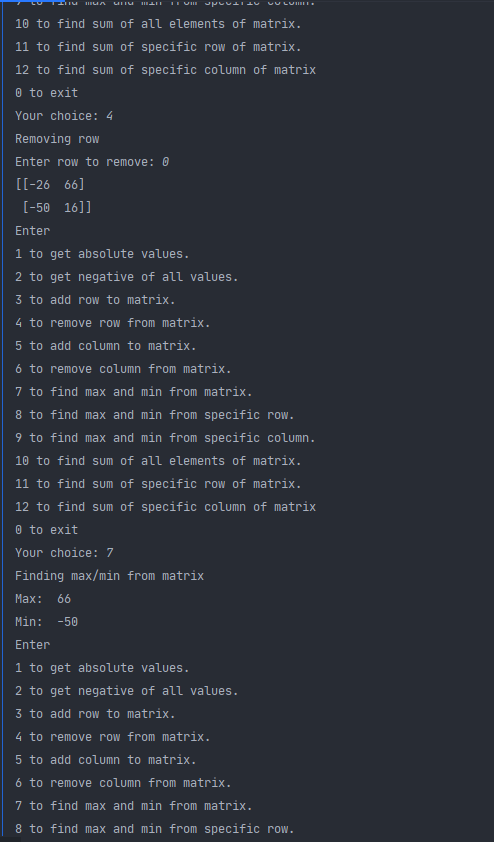 9 to find max and min from specific column.
10 to find sum of all elements of matrix.
11 to find sum of specific row of matrix.
12 to find sum of specific column of matrix
0 to exit
Your choice: 4
Removing row
Enter row to remove: 0
[[-26  66]
 [-50  16]]
Enter
1 to get absolute values.
2 to get negative of all values.
3 to add row to matrix.
4 to remove row from matrix.
5 to add column to matrix.
6 to remove column from matrix.
7 to find max and min from matrix.
8 to find max and min from specific row.
9 to find max and min from specific column.
10 to find sum of all elements of matrix.
11 to find sum of specific row of matrix.
12 to find sum of specific column of matrix
0 to exit
Your choice: 7
Finding max/min from matrix
Max:  66
Min:  -50
Enter
1 to get absolute values.
2 to get negative of all values.
3 to add row to matrix.
4 to remove row from matrix.
5 to add column to matrix.
6 to remove column from matrix.
7 to find max and min from matrix.
8 to find max and min from specific row.